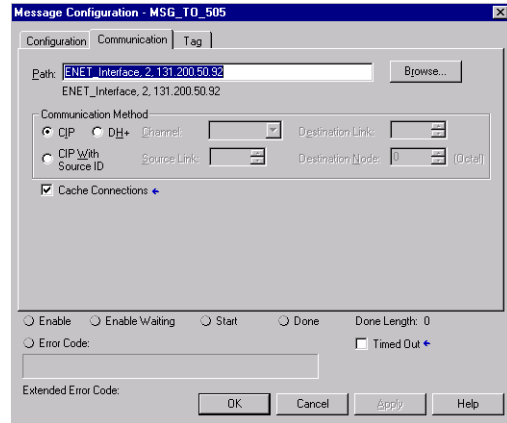 Message Configuration - MSG_TO_505
Configuration Communication Tag
Path: ENET_Interface, 2, 131.200.50.92 Browse...
ENET_Interface, 2, 131.200.50.92
Communication Method
CIP DH+ Channel: Destination Link:
CIP With Source ID Source Link: Destination Node: 0 (Octal)
Cache Connections
Enable Enable Waiting Start Done Done Length: 0
Error Code: Timed Out
Extended Error Code:
OK Cancel Apply Help